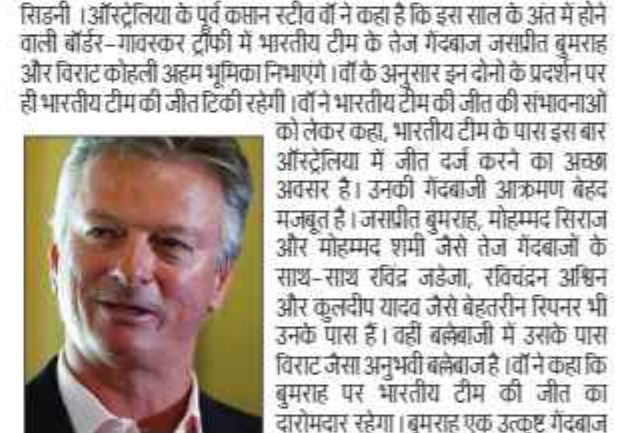 सिडनी ।ऑस्ट्रेलिया के पूर्व कप्तान स्टीव वॉ ने कहा है कि इस साल के अंत में होने
वाली बॉर्डर-गावस्कर ट्रॉफी में भारतीय टीम के तेज गेंदबाज जसप्रीत बुमराह
और विराट कोहली अहम भूमिका निभाएंगे ।वॉ के अनुसार इन दोनो के प्रदर्शन पर
ही भारतीय टीम की जीत टिकी रहेगी ।वॉ ने भारतीय टीम की जीत की संभावनाओं
को लेकर कहा, भारतीय टीम के पास इस बार
ऑस्ट्रेलिया में जीत दर्ज करने का अच्छा
अवसर है। उनकी गेंदबाजी आक्रमण बेहद
मजबूत है। जसप्रीत बुमराह, मोहम्मद सिराज
और मोहम्मद शमी जैसे तेज गेंदबाजों के
साथ-साथ रविंद्र जडेजा, रविचंद्रन अश्विन
और कुलदीप यादव जैसे बेहतरीन स्पिनर भी
उनके पास हैं। वहीं बल्लेबाजी में उसके पास
विराट जैसा अनुभवी बल्लेबाज है ।वॉ ने कहा कि
बुमराह पर भारतीय टीम की जीत का
दारोमदार रहेगा। बुमराह एक उत्कृष्ट गेंदबाज